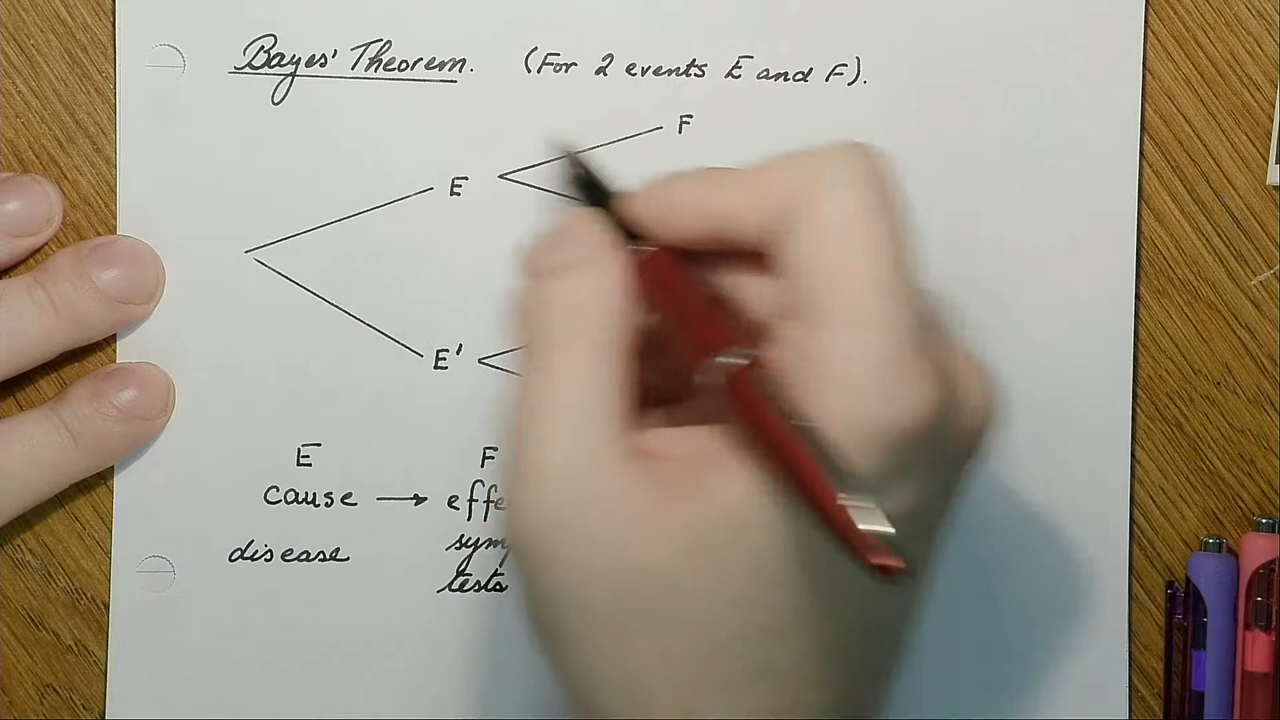 Bayes' Theorem. (For 2 events E and F).
F
E
E'
E F
cause → effe
disease sym
tests